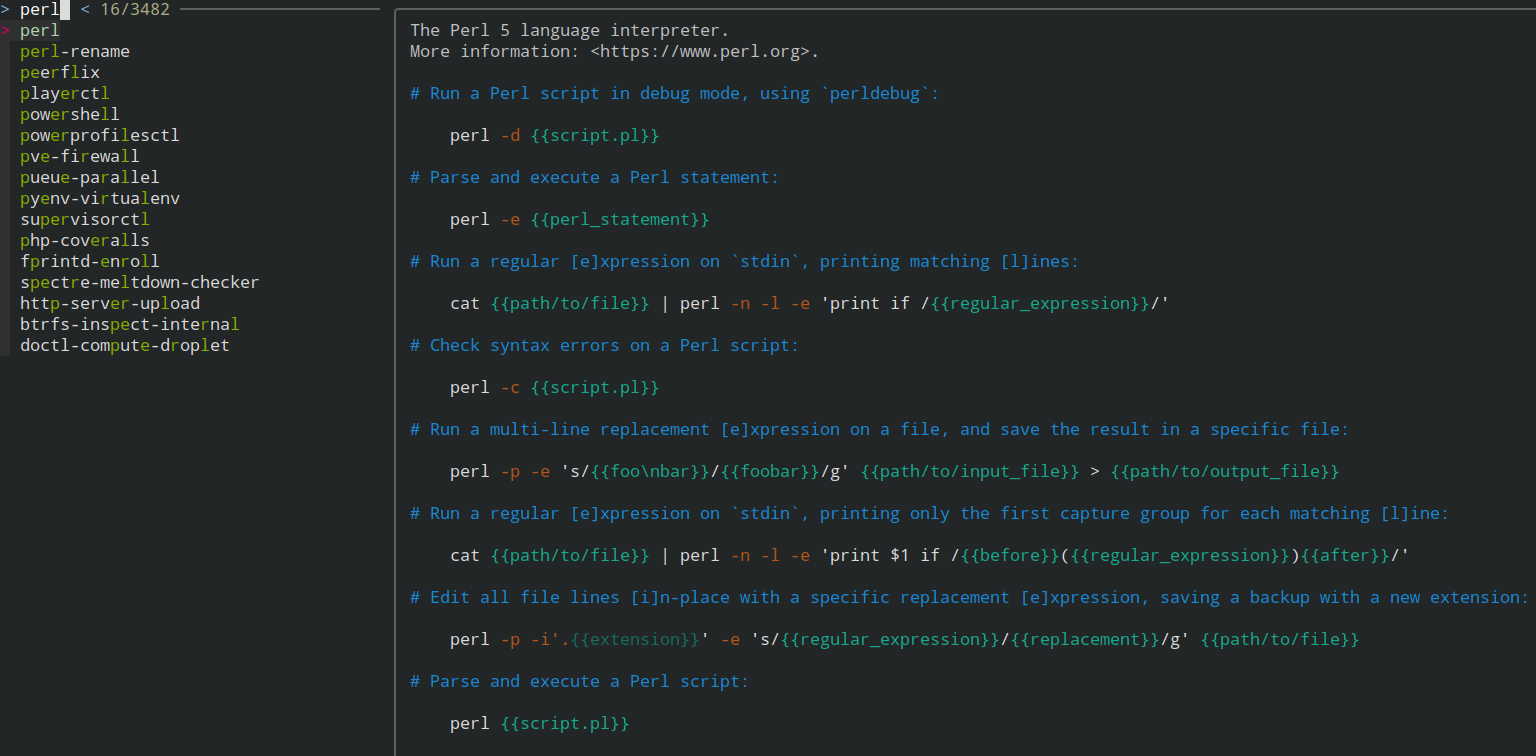 > perl < 16/3482
> perl
perl-rename
peerflix
playerctl
powershell
powerprofilesctl
pve-firewall
pueue-parallel
pyenv-virtualenv
supervisorctl
php-coveralls
fprintd-enroll
spectre-meltdown-checker
http-server-upload
btrfs-inspect-internal
doctl-compute-droplet
The Perl 5 language interpreter.
More information: <https://www.perl.org>.
# Run a Perl script in debug mode, using `perldebug`:
perl -d {{script.pl}}
# Parse and execute a Perl statement:
perl -e {{perl_statement}}
# Run a regular [e]xpression on `stdin`, printing matching [l]ines:
cat {{path/to/file}} | perl -n -l -e 'print if /{{regular_expression}}/'
# Check syntax errors on a Perl script:
perl -c {{script.pl}}
# Run a multi-line replacement [e]xpression on a file, and save the result in a specific file:
perl -p -e 's/{{foo\nbar}}/{{foobar}}/g' {{path/to/input_file}} > {{path/to/output_file}}
# Run a regular [e]xpression on `stdin`, printing only the first capture group for each matching [l]ine:
cat {{path/to/file}} | perl -n -l -e 'print $1 if /{{before}}({{regular_expression}}){{after}}/'
# Edit all file lines [i]n-place with a specific replacement [e]xpression, saving a backup with a new extension:
perl -p -i'.{{extension}}' -e 's/{{regular_expression}}/{{replacement}}/g' {{path/to/file}}
# Parse and execute a Perl script:
perl {{script.pl}}